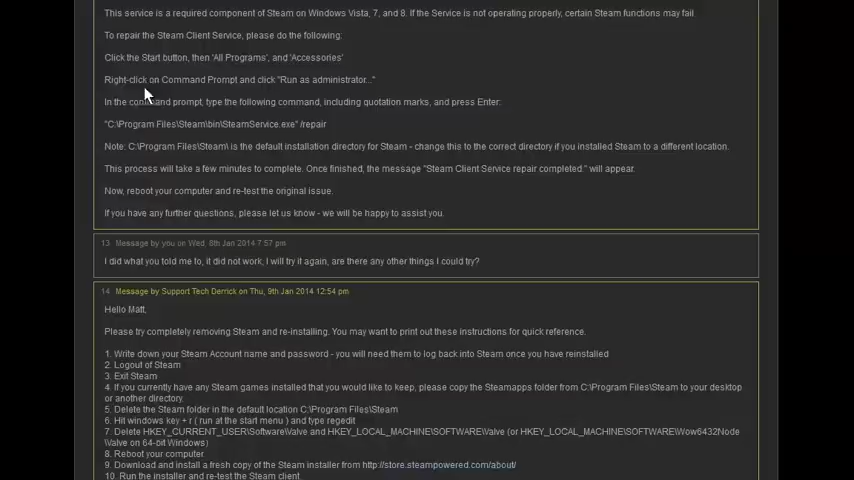 This service is a required component of Steam on Windows Vista, 7, and 8. If the Service is not operating properly, certain Steam functions may fail
To repair the Steam Client Service, please do the following:
Click the Start button, then 'All Programs', and 'Accessories'
Right-click on Command Prompt and click "Run as administrator..."
In the command prompt, type the following command, including quotation marks, and press Enter:
"C:\Program Files\Steam\bin\SteamService.exe" /repair
Note: C:\Program Files\Steam\ is the default installation directory for Steam - change this to the correct directory if you installed Steam to a different location.
This process will take a few minutes to complete. Once finished, the message "Steam Client Service repair completed." will appear.
Now, reboot your computer and re-test the original issue.
If you have any further questions, please let us know - we will be happy to assist you.
13 Message by you on Wed, 8th Jan 2014 7:57 pm
I did what you told me to, it did not work, I will try it again, are there any other things I could try?
14 Message by Support Tech Derrick on Thu, 9th Jan 2014 12:54 pm
Hello Matt,
Please try completely removing Steam and re-installing. You may want to print out these instructions for quick reference.
1. Write down your Steam Account name and password - you will need them to log back into Steam once you have reinstalled
2. Logout of Steam
3. Exit Steam
4. If you currently have any Steam games installed that you would like to keep, please copy the Steamapps folder from C:\Program Files\Steam to your desktop
or another directory.
5. Delete the Steam folder in the default location C:\Program Files\Steam
6. Hit windows key + r ( run at the start menu ) and type regedit
7. Delete HKEY_CURRENT_USER\Software\Valve and HKEY_LOCAL_MACHINE\SOFTWARE\Valve (or HKEY_LOCAL_MACHINE\SOFTWARE\Wow6432Node
\Valve on 64-bit Windows)
8. Reboot your computer
9. Download and install a fresh copy of the Steam installer from http://store.steampowered.com/about/
10. Run the installer and re-test the Steam client.